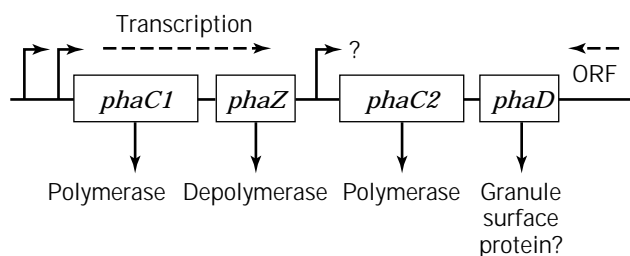 Transcription
?
ORF
phaC1 phaZ phaC2 phaD
Polymerase Depolymerase Polymerase Granule
surface
protein?